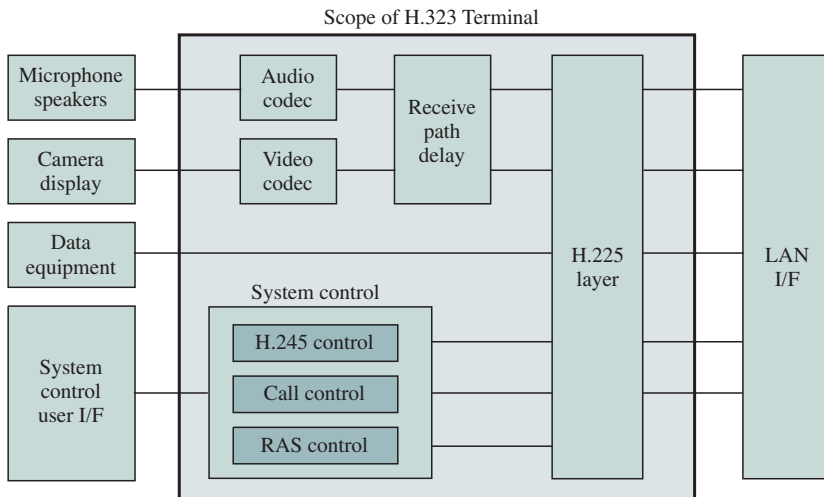 Scope of H.323 Terminal
Microphone
speakers
Audio
codec
Receive
path
delay
Camera
display
Video
codec
Data
equipment
H.225
layer
LAN
I/F
System control
System
control
user I/F
H.245 control
Call control
RAS control